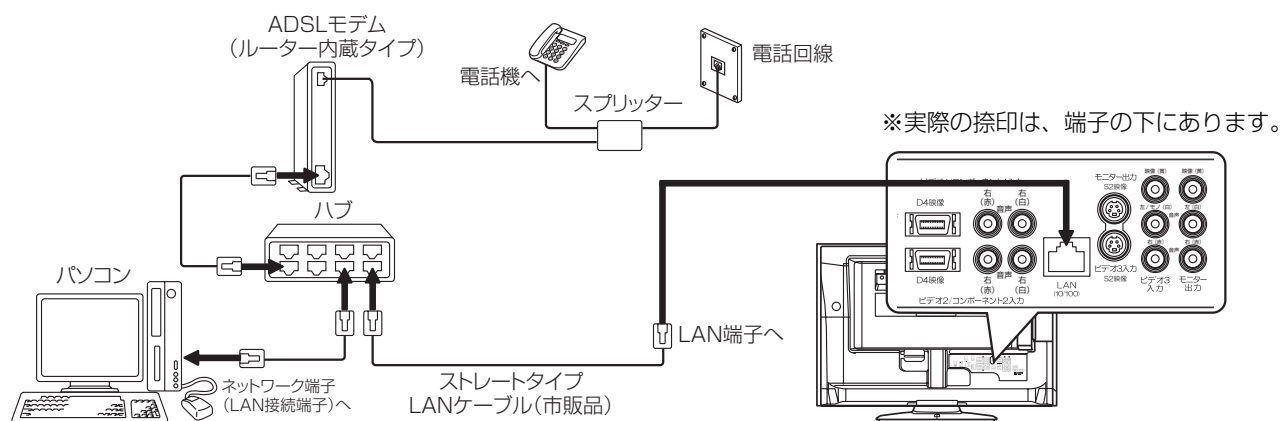 ADSLモデム
(ルーター内蔵タイプ)
電話機へ
電話回線
スプリッター
※実際の捺印は、端子の下にあります。
ハブ
パソコン
ネットワーク端子
(LAN接続端子)へ
ストレートタイプ
LANケーブル(市販品)
LAN端子へ
D4映像
右
(赤)
右
(白)
音声
モニター出力
S2映像
映像(黄)
映像(黄)
左/モノ(白)
左(白)
音声
右(赤)
右(赤)
音声
D4映像
右
(赤)
音声
右
(白)
ビデオ2/コンポーネント2入力
LAN
(10/100)
ビデオ3入力
S2映像
ビデオ3
入力
モニター
出力